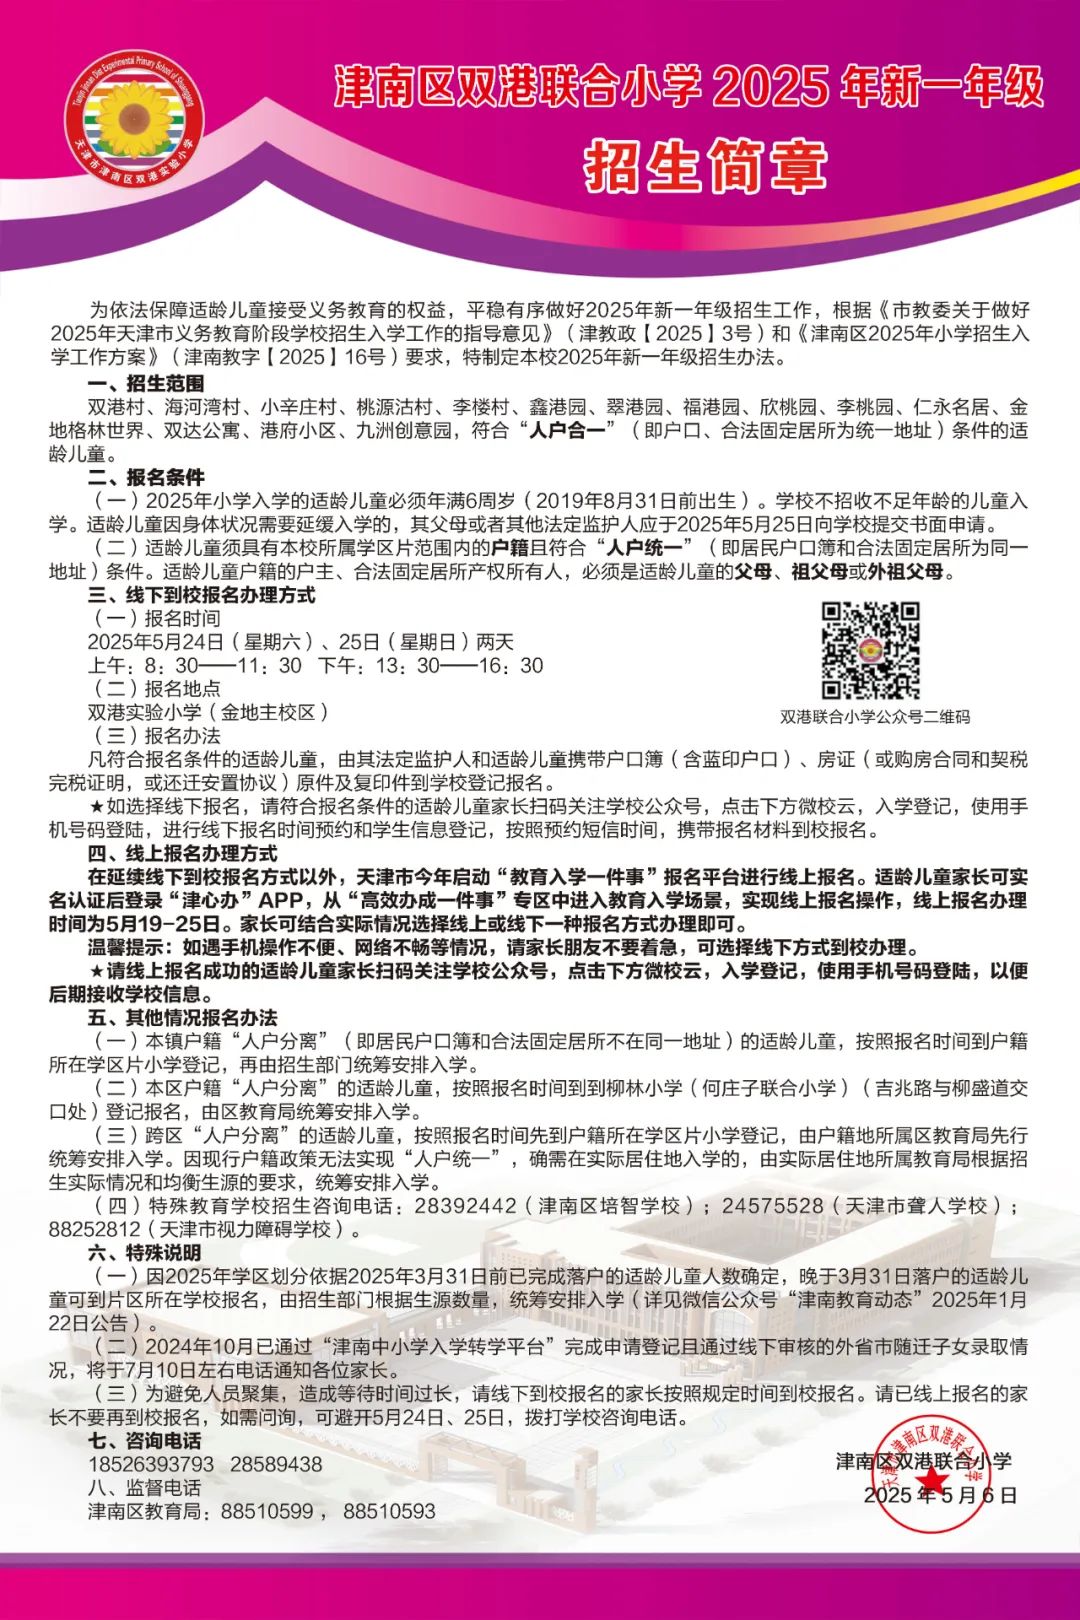 Tianjin Jinnan Dist Experimental Primary School of Shuanggang
天津市津南区双港实验小学
津南区双港联合小学 2025 年新一年级
招生简章
为依法保障适龄儿童接受义务教育的权益，平稳有序做好2025年新一年级招生工作，根据《市教委关于做好
2025年天津市义务教育阶段学校招生入学工作的指导意见》（津教政【2025】3号）和《津南区2025年小学招生入
学工作方案》（津南教字【2025】16号）要求，特制定本校2025年新一年级招生办法。
一、招生范围
双港村、海河湾村、小辛庄村、桃源沽村、李楼村、鑫港园、翠港园、福港园、欣桃园、李桃园、仁永名居、金
地格林世界、双达公寓、港府小区、九洲创意园，符合“人户合一”（即户口、合法固定居所为统一地址）条件的适
龄儿童。
二、报名条件
（一）2025年小学入学的适龄儿童必须年满6周岁（2019年8月31日前出生）。学校不招收不足年龄的儿童入
学。适龄儿童因身体状况需要延缓入学的，其父母或者其他法定监护人应于2025年5月25日向学校提交书面申请。
（二）适龄儿童须具有本校所属学区片范围内的户籍且符合“人户统一”（即居民户口簿和合法固定居所为同一
地址）条件。适龄儿童户籍的户主、合法固定居所产权所有人，必须是适龄儿童的父母、祖父母或外祖父母。
三、线下到校报名办理方式
（一）报名时间
2025年5月24日（星期六）、25日（星期日）两天
上午：8：30——11：30 下午：13：30——16：30
（二）报名地点
双港实验小学（金地主校区）
双港联合小学公众号二维码
（三）报名办法
凡符合报名条件的适龄儿童，由其法定监护人和适龄儿童携带户口簿（含蓝印户口）、房证（或购房合同和契税
完税证明，或还迁安置协议）原件及复印件到学校登记报名。
★如选择线下报名，请符合报名条件的适龄儿童家长扫码关注学校公众号，点击下方微校云，入学登记，使用手
机号码登陆，进行线下报名时间预约和学生信息登记，按照预约短信时间，携带报名材料到校报名。
四、线上报名办理方式
在延续线下到校报名方式以外，天津市今年启动“教育入学一件事”报名平台进行线上报名。适龄儿童家长可实
名认证后登录“津心办”APP，从“高效办成一件事”专区中进入教育入学场景，实现线上报名操作，线上报名办理
时间为5月19-25日。家长可结合实际情况选择线上或线下一种报名方式办理即可。
温馨提示：如遇手机操作不便、网络不畅等情况，请家长朋友不要着急，可选择线下方式到校办理。
★请线上报名成功的适龄儿童家长扫码关注学校公众号，点击下方微校云，入学登记，使用手机号码登陆，以便
后期接收学校信息。
五、其他情况报名办法
（一）本镇户籍“人户分离”（即居民户口簿和合法固定居所不在同一地址）的适龄儿童，按照报名时间到户籍
所在学区片小学登记，再由招生部门统筹安排入学。
（二）本区户籍“人户分离”的适龄儿童，按照报名时间到到柳林小学（何庄子联合小学）（吉兆路与柳盛道交
口处）登记报名，由区教育局统筹安排入学。
（三）跨区“人户分离”的适龄儿童，按照报名时间先到户籍所在学区片小学登记，由户籍地所属区教育局先行
统筹安排入学。因现行户籍政策无法实现“人户统一”，确需在实际居住地入学的，由实际居住地所属教育局根据招
生实际情况和均衡生源的要求，统筹安排入学。
（四）特殊教育学校招生咨询电话：28392442（津南区培智学校）；24575528（天津市聋人学校）；
88252812（天津市视力障碍学校）。
六、特殊说明
（一）因2025年学区划分依据2025年3月31日前已完成落户的适龄儿童人数确定，晚于3月31日落户的适龄儿
童可到片区所在学校报名，由招生部门根据生源数量，统筹安排入学（详见微信公众号“津南教育动态”2025年1月
22日公告）。
（二）2024年10月已通过“津南中小学入学转学平台”完成申请登记且通过线下审核的外省市随迁子女录取情
况，将于7月10日左右电话通知各位家长。
（三）为避免人员聚集，造成等待时间过长，请线下到校报名的家长按照规定时间到校报名。请已线上报名的家
长不要再到校报名，如需问询，可避开5月24日、25日，拨打学校咨询电话。
七、咨询电话
18526393793 28589438
八、监督电话
津南区教育局：88510599 ，88510593
津南区双港联合小学
2025 年 5 月 6 日
天津市津南区双港联合小学